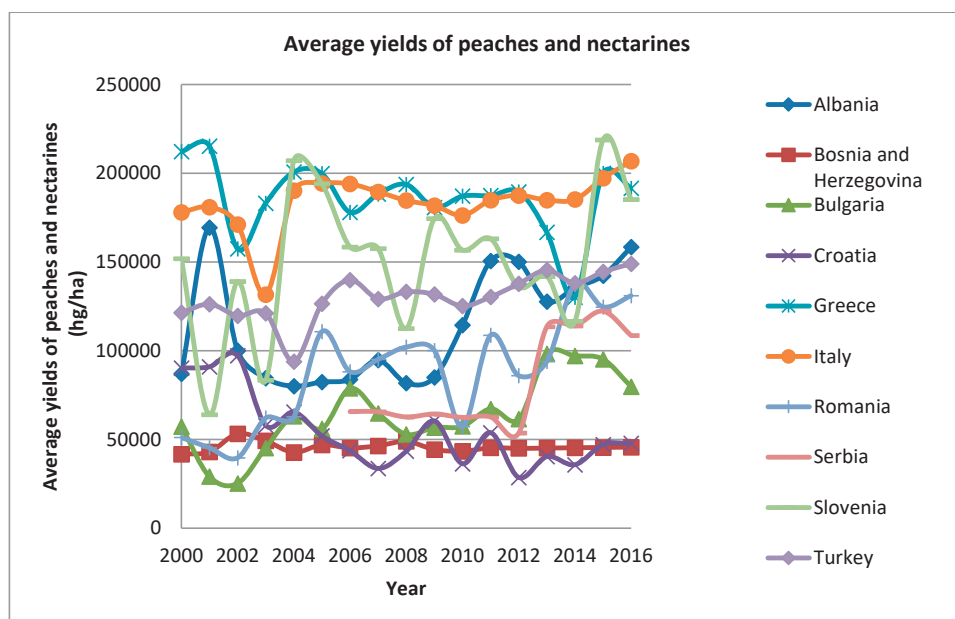 Average yields of peaches and nectarines
Average yields of peaches and nectarines
(hg/ha)
250000
200000
150000
100000
50000
0
2000 2002 2004 2006 2008 2010 2012 2014 2016
Year
Albania
Bosnia and
Herzegovina
Bulgaria
Croatia
Greece
Italy
Romania
Serbia
Slovenia
Turkey